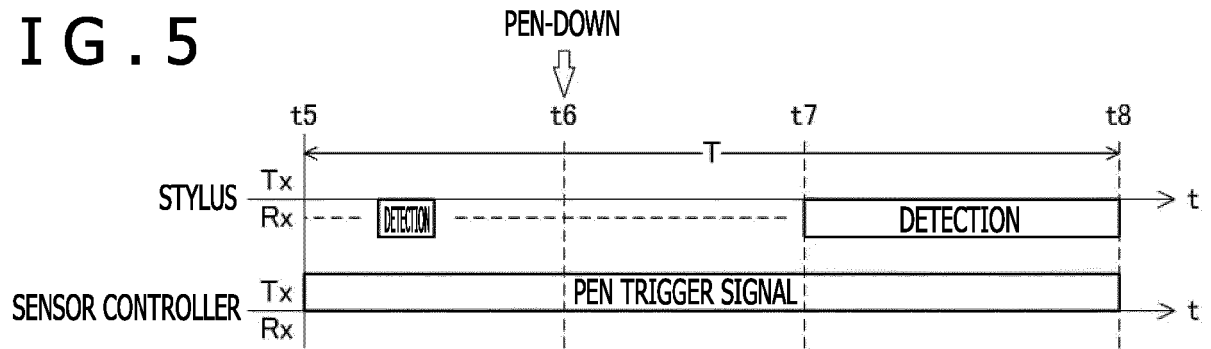 IG.5
PEN-DOWN
t5 t6 t7 t8
T
STYLUS Tx
Rx DETECTION DETECTION t
SENSOR CONTROLLER Tx PEN TRIGGER SIGNAL
Rx t